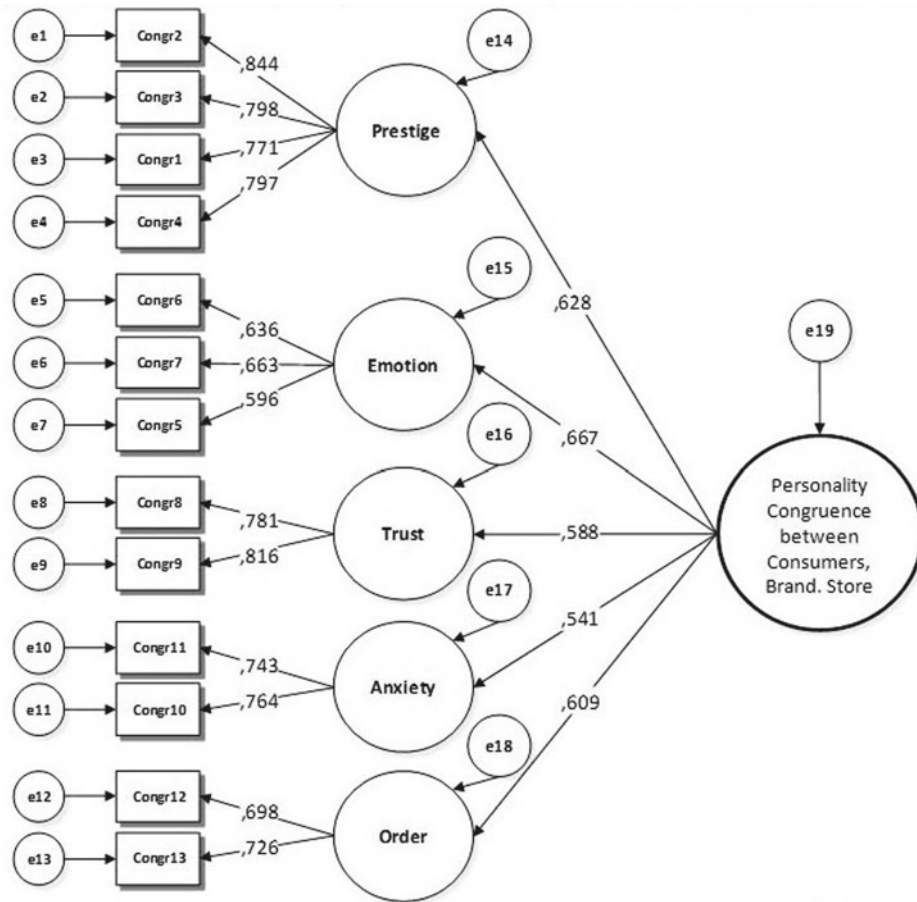 e1
Congr2
,844
e2
Congr3
,798
e3
Congr1
,771
e4
Congr4
,797
Prestige
e14
e5
Congr6
,636
e6
Congr7
,663
e7
Congr5
,596
Emotion
e15
e8
Congr8
,781
e9
Congr9
,816
Trust
e16
e10
Congr11
,743
e11
Congr10
,764
Anxiety
e17
e12
Congr12
,698
e13
Congr13
,726
Order
e18
,628
,667
,588
,541
,609
e19
Personality
Congruence
between
Consumers,
Brand. Store